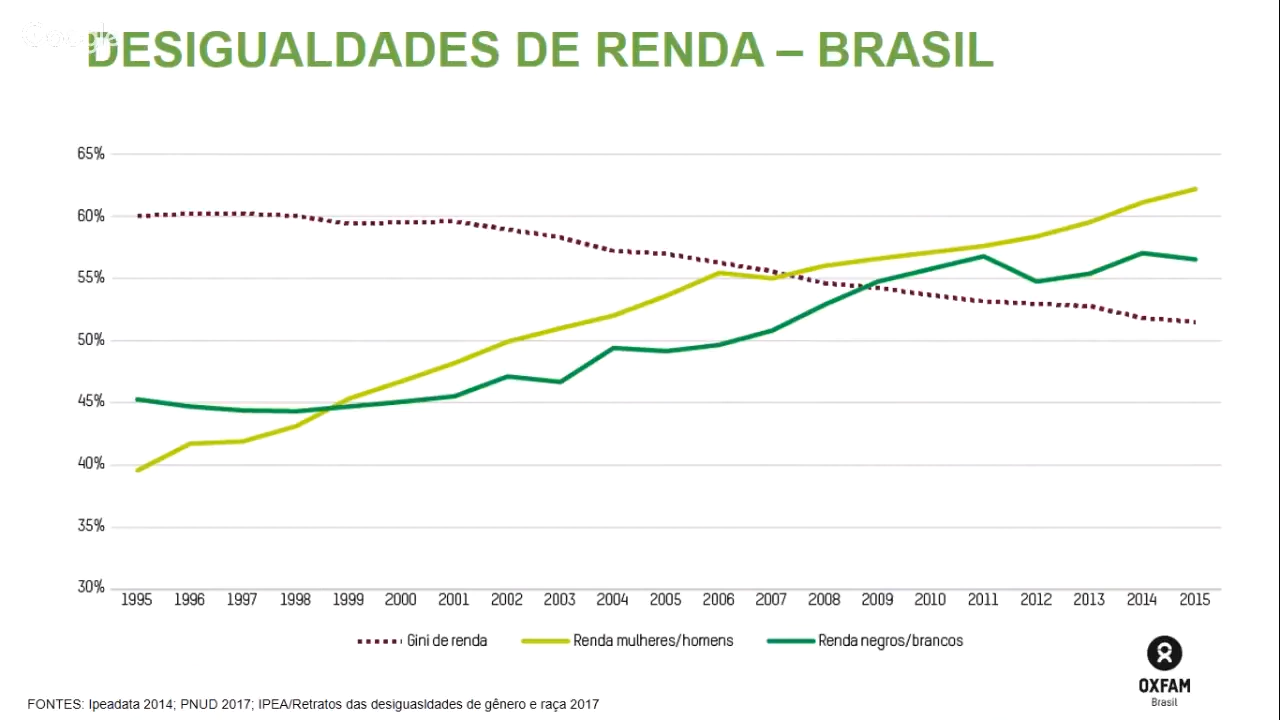 Google
DESIGUALDADES DE RENDA – BRASIL
65%
60%
55%
50%
45%
40%
35%
30%
1995 1996 1997 1998 1999 2000 2001 2002 2003 2004 2005 2006 2007 2008 2009 2010 2011 2012 2013 2014 2015
Gini de renda Renda mulheres/homens Renda negros/brancos
OXFAM
Brasil
FONTES: Ipeadata 2014; PNUD 2017; IPEA/Retratos das desiguasldades de gênero e raça 2017